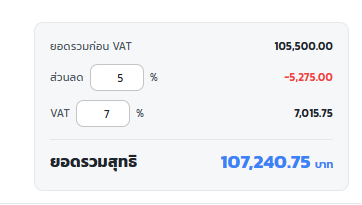 ยอดรวมก่อน VAT 105,500.00
ส่วนลด 5 % -5,275.00
VAT 7 % 7,015.75
ยอดรวมสุทธิ 107,240.75 บาท